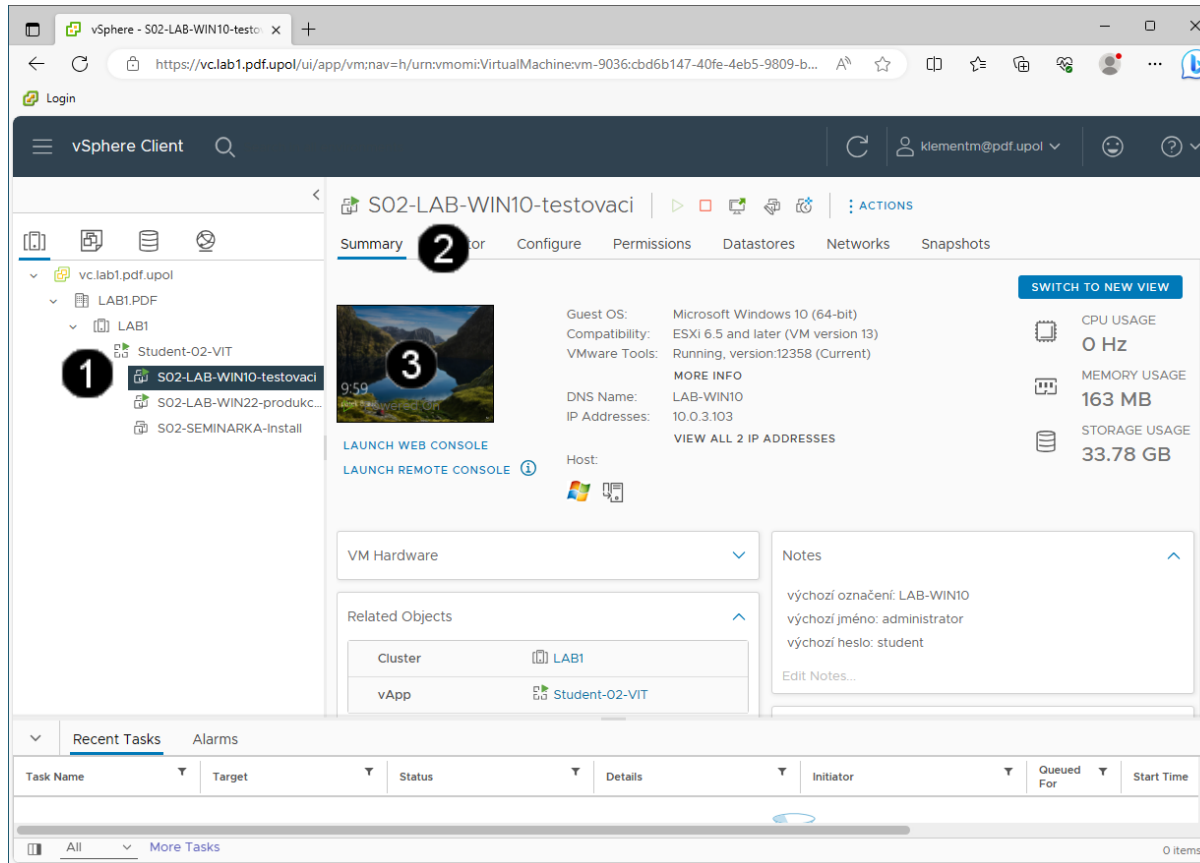 vSphere - S02-LAB-WIN10-testov
https://vc.lab1.pdf.upol/ui/app/vm;nav=h/urn:vmomi:VirtualMachine:vm-9036:cbd6b147-40fe-4eb5-9809-b...
Login
vSphere Client
klementm@pdf.upol
S02-LAB-WIN10-testovaci
ACTIONS
Summary
2
Configure
Permissions
Datastores
Networks
Snapshots
vc.lab1.pdf.upol
LAB1.PDF
LAB1
Student-02-VIT
1
S02-LAB-WIN10-testovaci
S02-LAB-WIN22-produkc...
S02-SEMINARKA-Install
SWITCH TO NEW VIEW
3
9:59
Powered On
LAUNCH WEB CONSOLE
LAUNCH REMOTE CONSOLE
Guest OS: Microsoft Windows 10 (64-bit)
Compatibility: ESXi 6.5 and later (VM version 13)
VMware Tools: Running, version:12358 (Current)
MORE INFO
DNS Name: LAB-WIN10
IP Addresses: 10.0.3.103
VIEW ALL 2 IP ADDRESSES
Host:
CPU USAGE
0 Hz
MEMORY USAGE
163 MB
STORAGE USAGE
33.78 GB
VM Hardware
Related Objects
Cluster LAB1
vApp Student-02-VIT
Notes
výchozí označení: LAB-WIN10
výchozí jméno: administrator
výchozí heslo: student
Edit Notes...
Recent Tasks
Alarms
Task Name
Target
Status
Details
Initiator
Queued For
Start Time
All
More Tasks
0 items